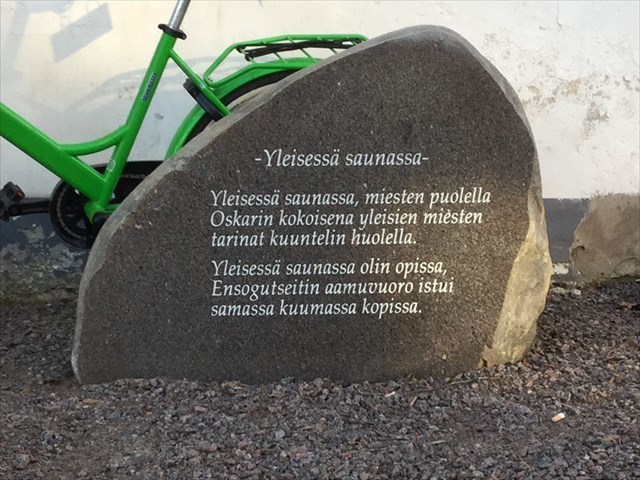 -Yleisessä saunassa-
Yleisessä saunassa, miesten puolella
Oskarin kokoisena yleisien miesten
tarinat kuuntelin huolella.
Yleisessä saunassa olin opissa,
Ensogutseitin aamuvuoro istui
samassa kuumassa kopissa.